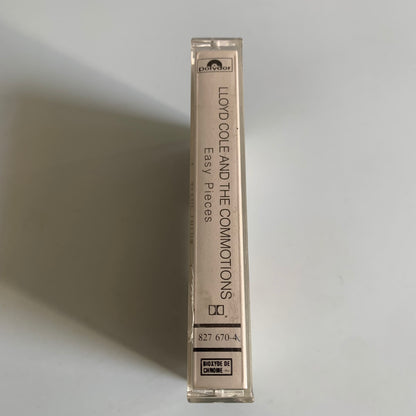 polydor
LLOYD COLE AND THE COMMOTIONS
Easy Pieces
827 670-4
BIOXYDE DE
CHROME